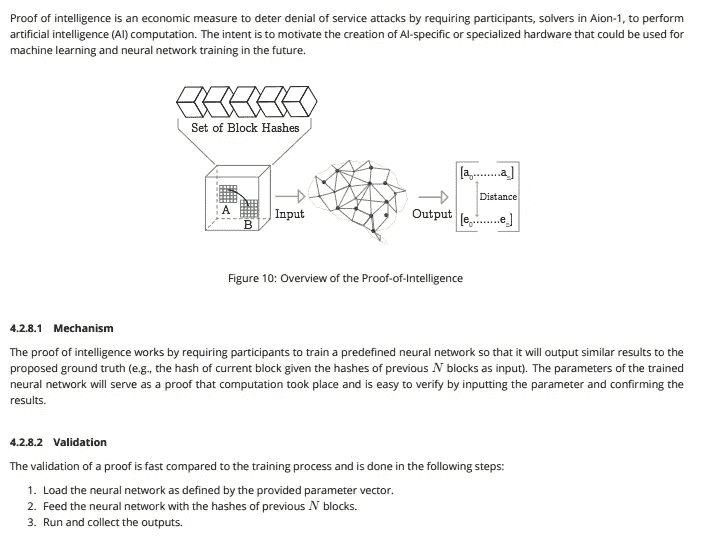 Proof of intelligence is an economic measure to deter denial of service attacks by requiring participants, solvers in Aion-1, to perform
artificial intelligence (AI) computation. The intent is to motivate the creation of AI-specific or specialized hardware that could be used for
machine learning and neural network training in the future.
Set of Block Hashes
A
B
Input
Output
[a₀........aₙ]
Distance
[e₀........eₙ]
Figure 10: Overview of the Proof-of-Intelligence
4.2.8.1 Mechanism
The proof of intelligence works by requiring participants to train a predefined neural network so that it will output similar results to the
proposed ground truth (e.g., the hash of current block given the hashes of previous N blocks as input). The parameters of the trained
neural network will serve as a proof that computation took place and is easy to verify by inputting the parameter and confirming the
results.
4.2.8.2 Validation
The validation of a proof is fast compared to the training process and is done in the following steps:
1. Load the neural network as defined by the provided parameter vector.
2. Feed the neural network with the hashes of previous N blocks.
3. Run and collect the outputs.